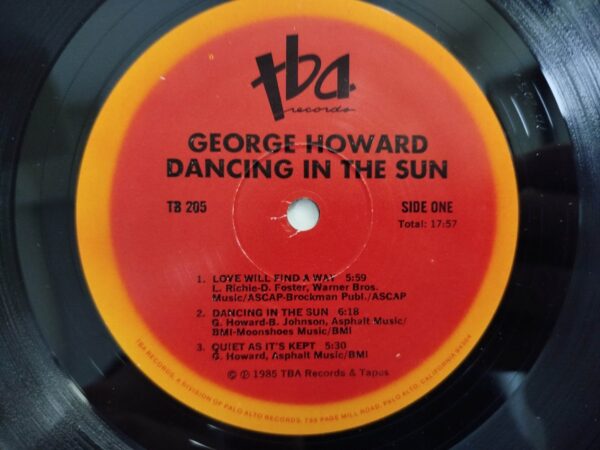 tba
records
GEORGE HOWARD
DANCING IN THE SUN
TB 205
SIDE ONE
Total: 17:57
1. LOVE WILL FIND A WAY 5:59
L. Richie-D. Foster, Warner Bros.
Music/ASCAP-Brockman Publ./ASCAP
2. DANCING IN THE SUN 6:18
G. Howard-B. Johnson, Asphalt Music/
BMI-Moonshoes Music/BMI
3. QUIET AS IT'S KEPT 5:30
G. Howard, Asphalt Music/BMI
© ℗ 1985 TBA Records & Tapes
TBA RECORDS, A DIVISION OF PALO ALTO RECORDS, 755 PAGE MILL ROAD, PALO ALTO, CALIFORNIA 94304